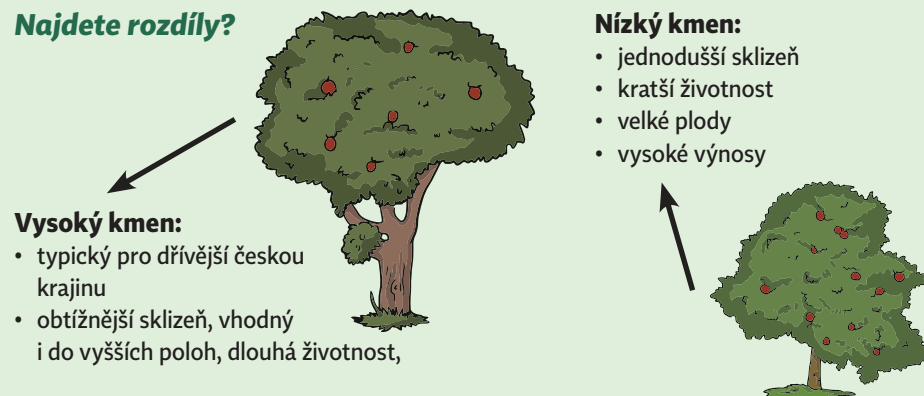 Najdete rozdíly?
Vysoký kmen:
• typický pro dřívější českou
krajinu
• obtížnější sklizeň, vhodný
i do vyšších poloh, dlouhá životnost,
Nízký kmen:
• jednodušší sklizeň
• kratší životnost
• velké plody
• vysoké výnosy